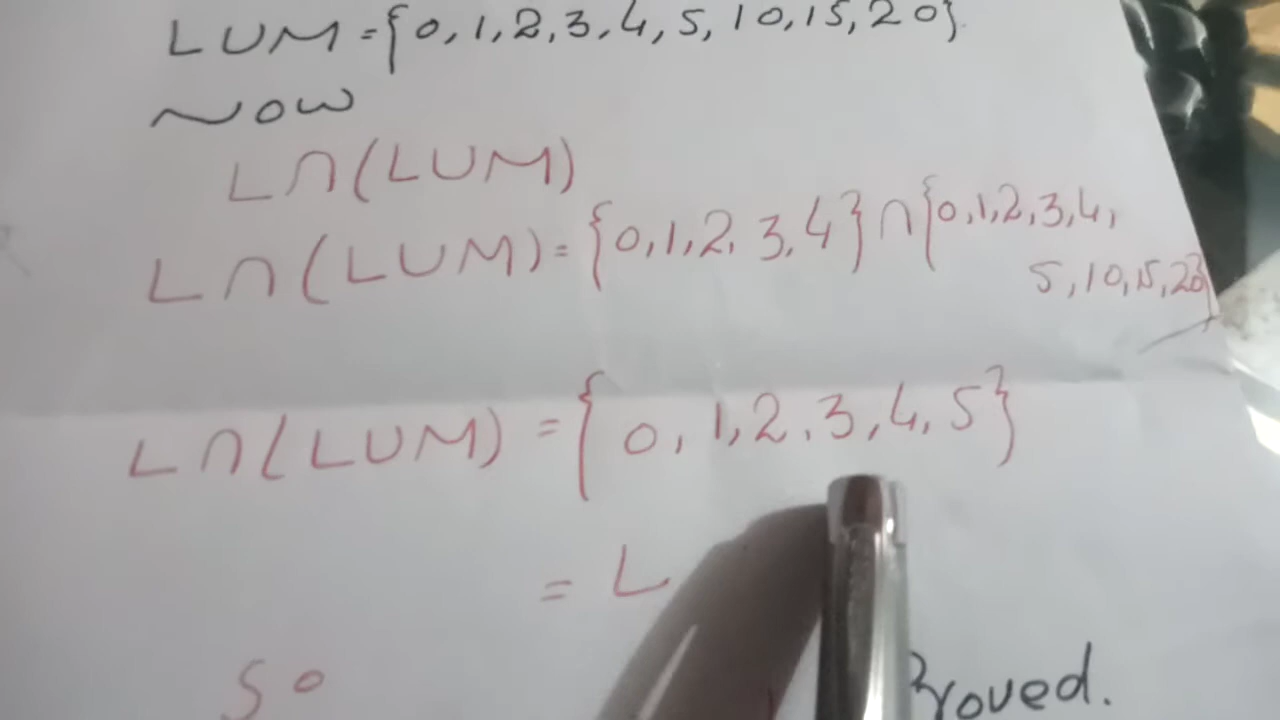 LUM={0,1,2,3,4,5,10,15,20}
NOW
L∩(LUM)
L∩(LUM)={0,1,2,3,4}∩{0,1,2,3,4,
5,10,15,20}
L∩(LUM)={0,1,2,3,4,5}
=L
So
Proved.